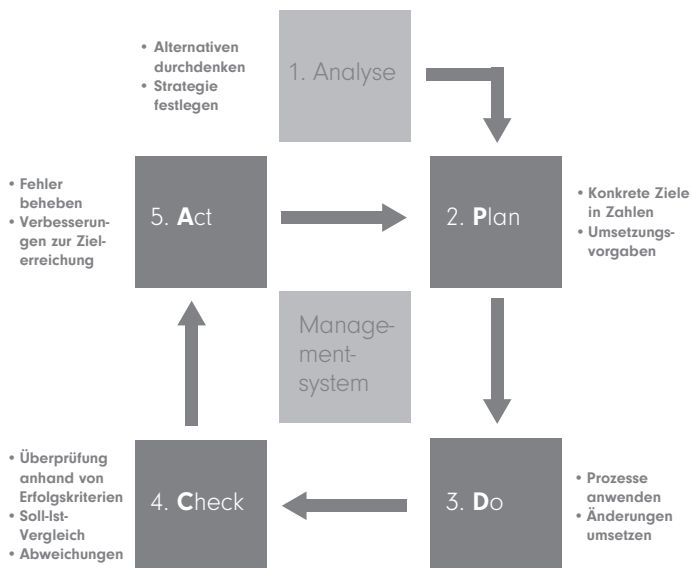 • Alternativen
durchdenken
• Strategie
festlegen
1. Analyse
• Fehler
beheben
• Verbesserun-
gen zur Ziel-
erreichung
5. Act
2. Plan
• Konkrete Ziele
in Zahlen
• Umsetzungs-
vorgaben
Manage-
ment-
system
• Überprüfung
anhand von
Erfolgskriterien
• Soll-Ist-
Vergleich
• Abweichungen
4. Check
3. Do
• Prozesse
anwenden
• Änderungen
umsetzen